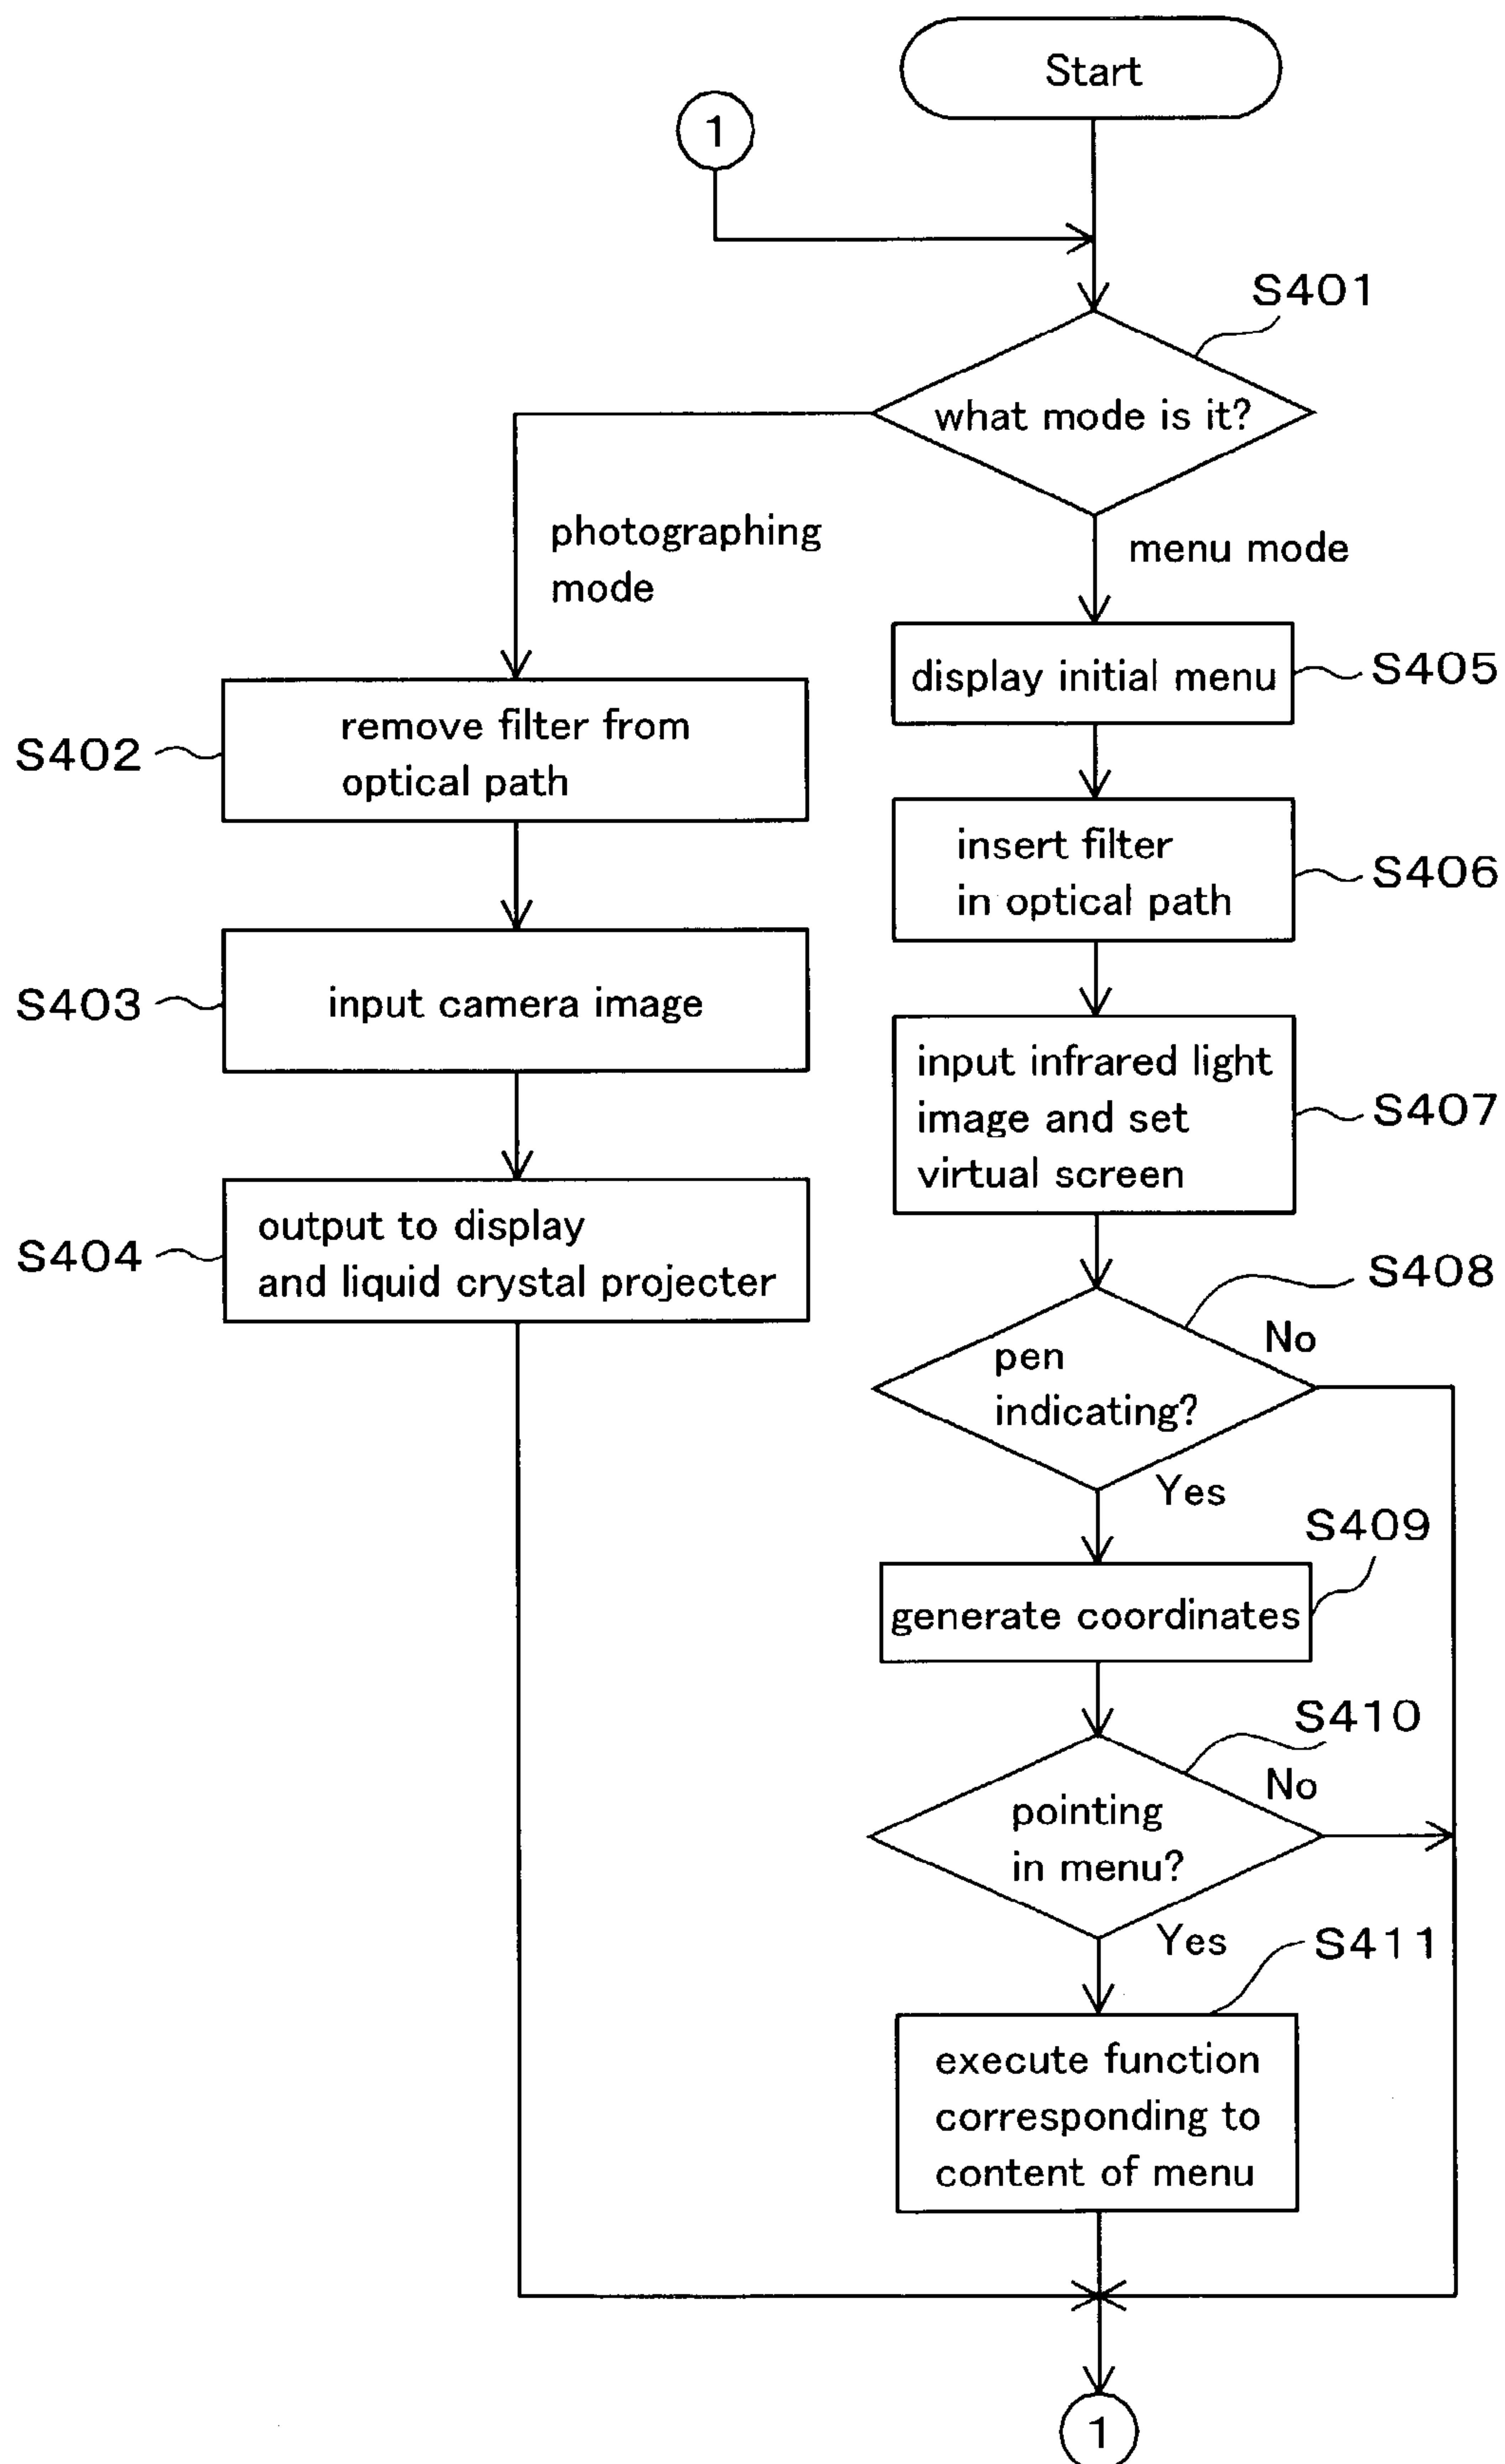 Start
1
S401
what mode is it?
photographing
mode
menu mode
display initial menu
S405
S402
remove filter from
optical path
insert filter
in optical path
S406
S403
input camera image
input infrared light
image and set
virtual screen
S407
S404
output to display
and liquid crystal projecter
S408
No
pen
indicating?
Yes
S409
generate coordinates
S410
No
pointing
in menu?
Yes
S411
execute function
corresponding to
content of menu
1